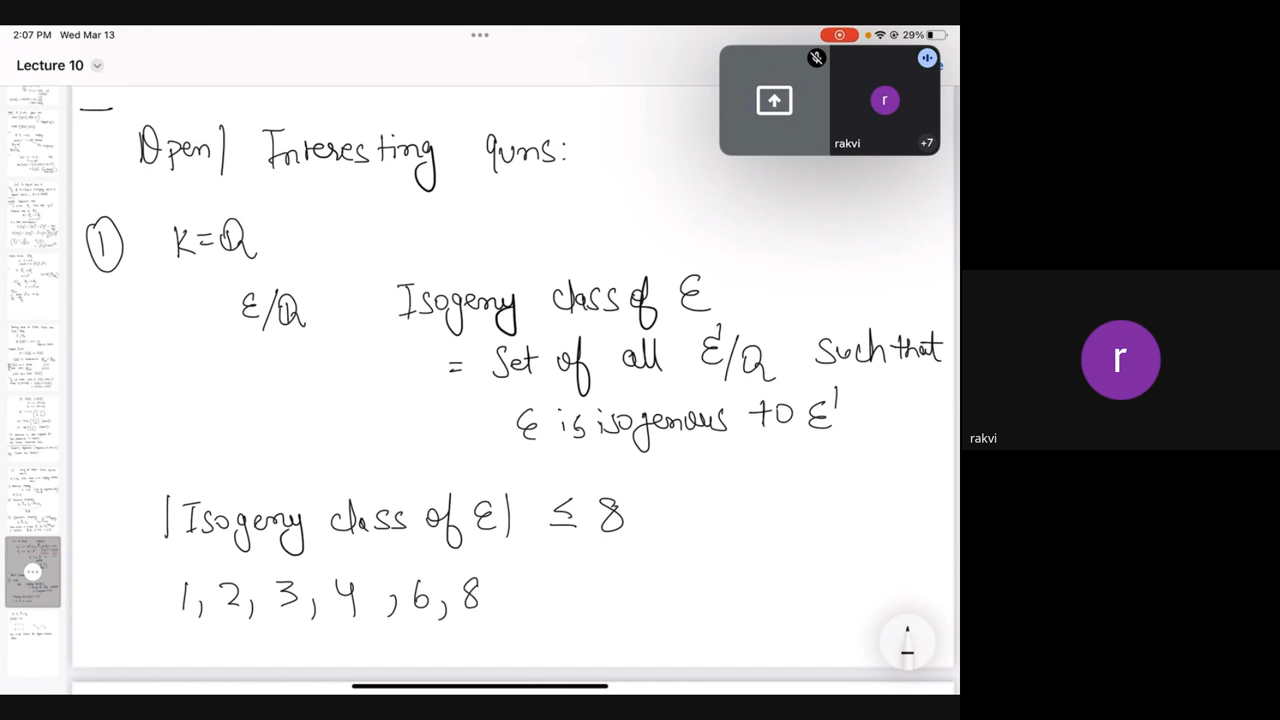 2:07 PM Wed Mar 13
29%
Lecture 10
r
rakvi
+7
Open| Interesting quns:
① K=ℚ
E/ℚ Isogeny class of E
= Set of all E'/ℚ such that
E is isogenous to E'
|Isogeny class of E| ≤ 8
1, 2, 3, 4 , 6, 8
r
rakvi